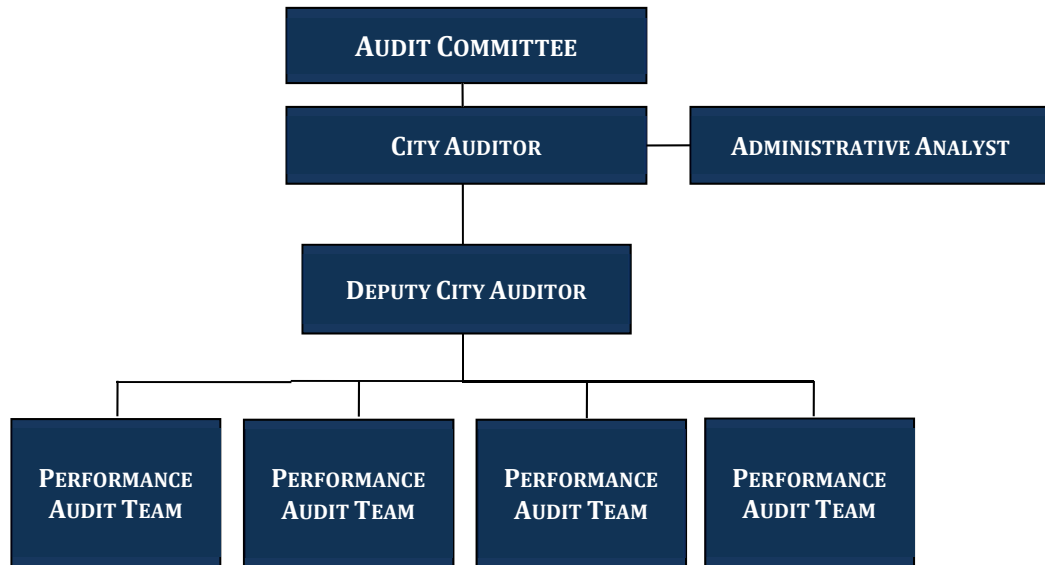 AUDIT COMMITTEE
CITY AUDITOR
ADMINISTRATIVE ANALYST
DEPUTY CITY AUDITOR
PERFORMANCE
AUDIT TEAM
PERFORMANCE
AUDIT TEAM
PERFORMANCE
AUDIT TEAM
PERFORMANCE
AUDIT TEAM